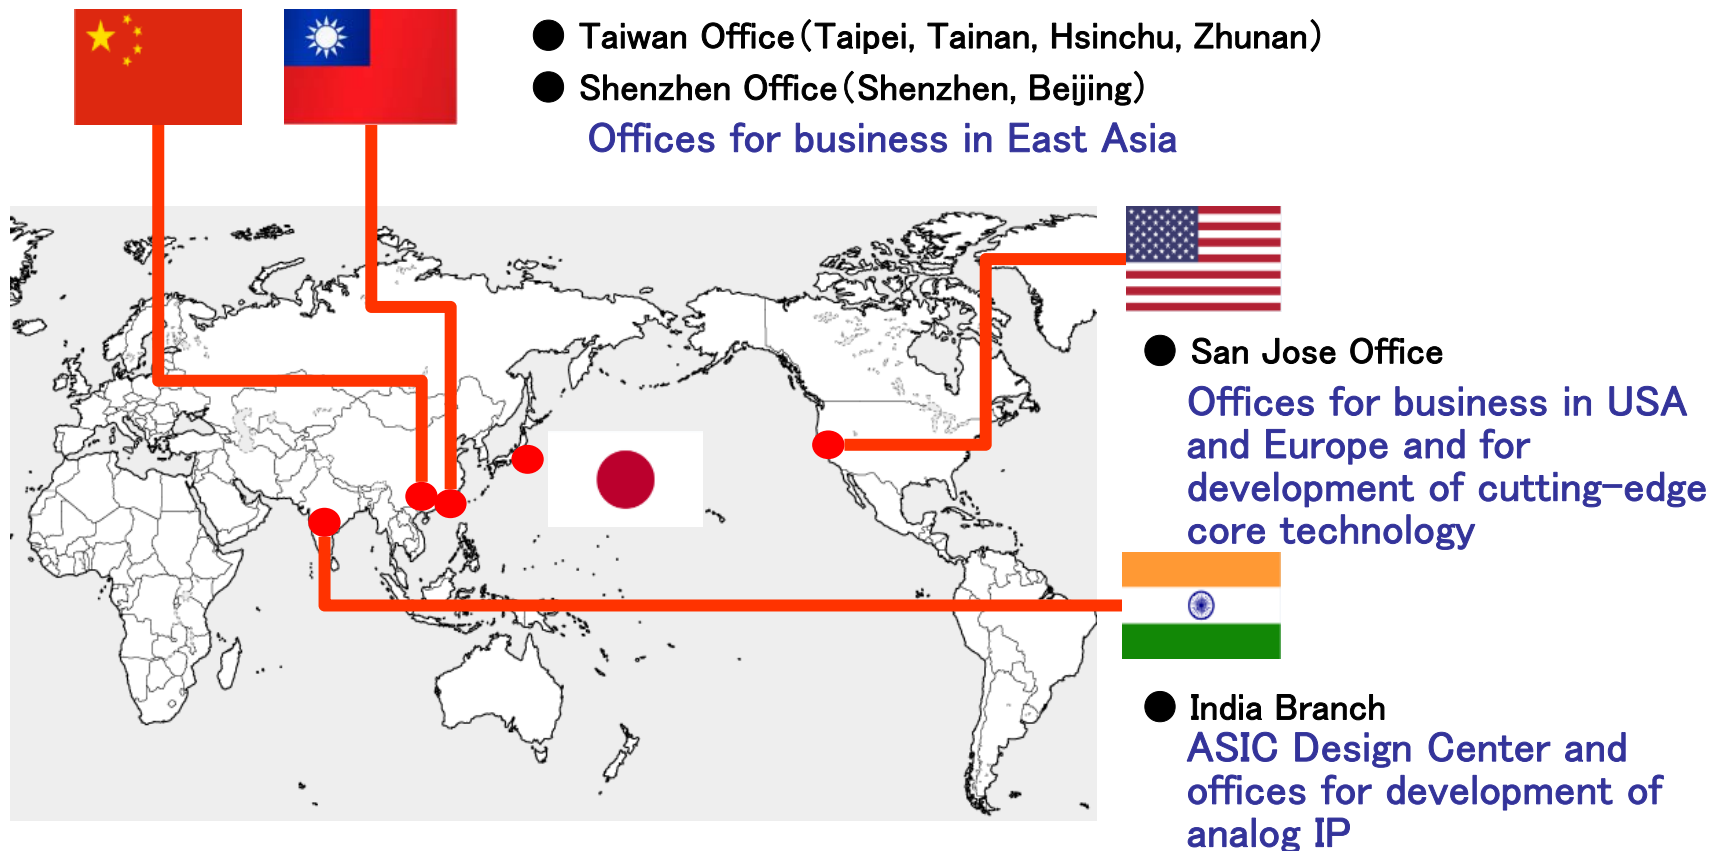 ● Taiwan Office（Taipei, Tainan, Hsinchu, Zhunan）
● Shenzhen Office（Shenzhen, Beijing）
Offices for business in East Asia
● San Jose Office
Offices for business in USA
and Europe and for
development of cutting-edge
core technology
● India Branch
ASIC Design Center and
offices for development of
analog IP